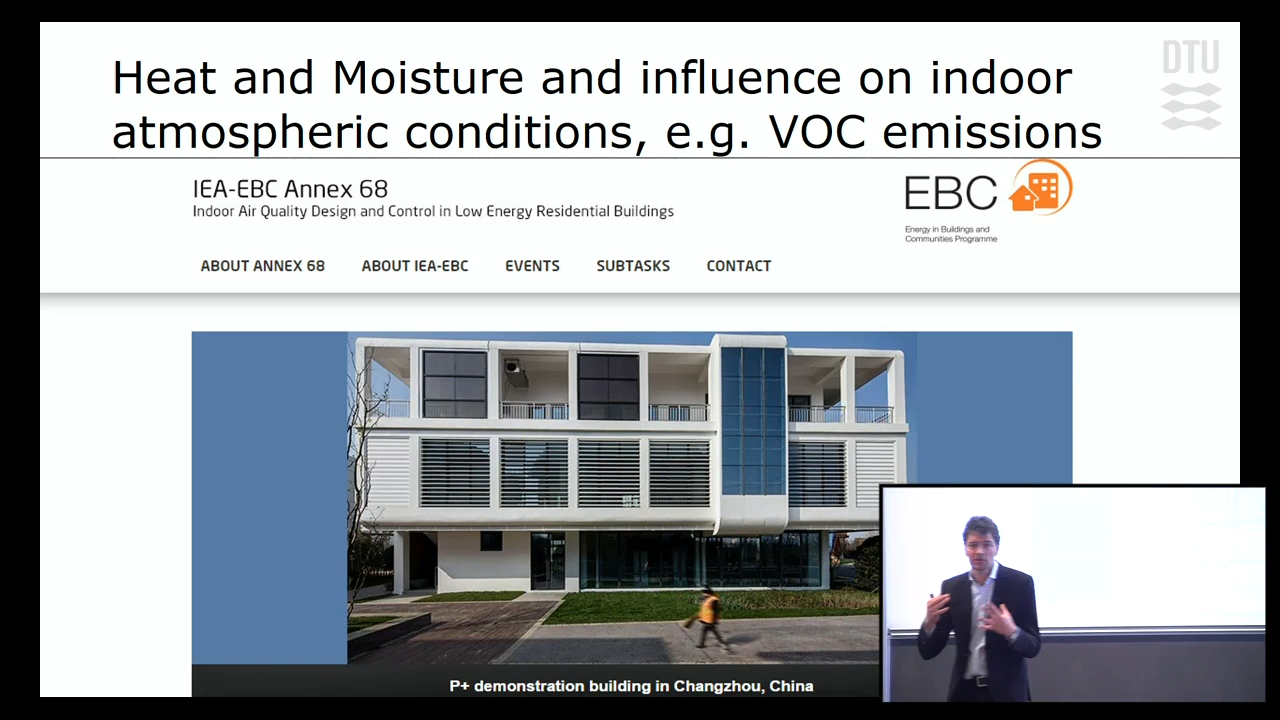 Heat and Moisture and influence on indoor
atmospheric conditions, e.g. VOC emissions
DTU
IEA-EBC Annex 68
Indoor Air Quality Design and Control in Low Energy Residential Buildings
EBC
Energy in Buildings and
Communities Programme
ABOUT ANNEX 68 ABOUT IEA-EBC EVENTS SUBTASKS CONTACT
P+ demonstration building in Changzhou, China